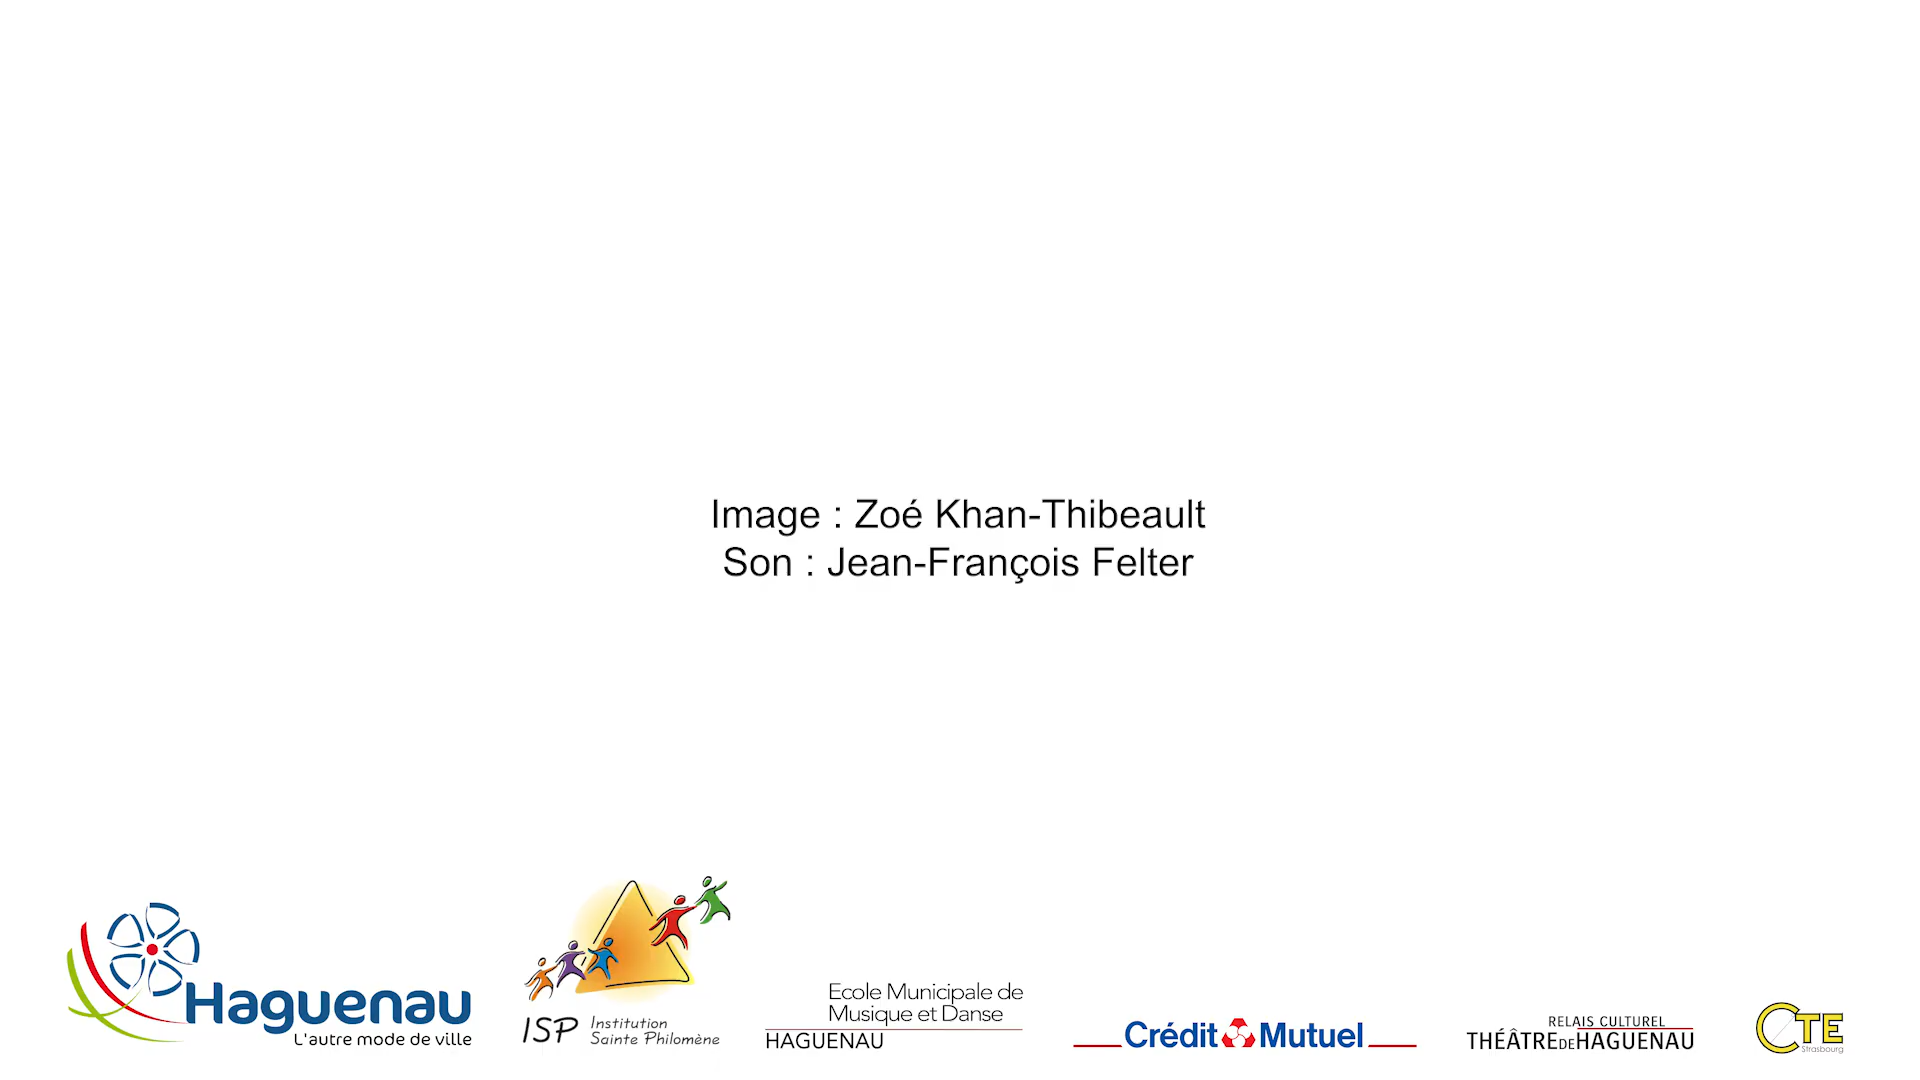 Image : Zoé Khan-Thibeault
Son : Jean-François Felter
Haguenau
L'autre mode de ville
ISP Institution
Sainte Philomène
Ecole Municipale de
Musique et Danse
HAGUENAU
Crédit Mutuel
RELAIS CULTUREL
THÉÂTRE DE HAGUENAU
CTE
Strasbourg